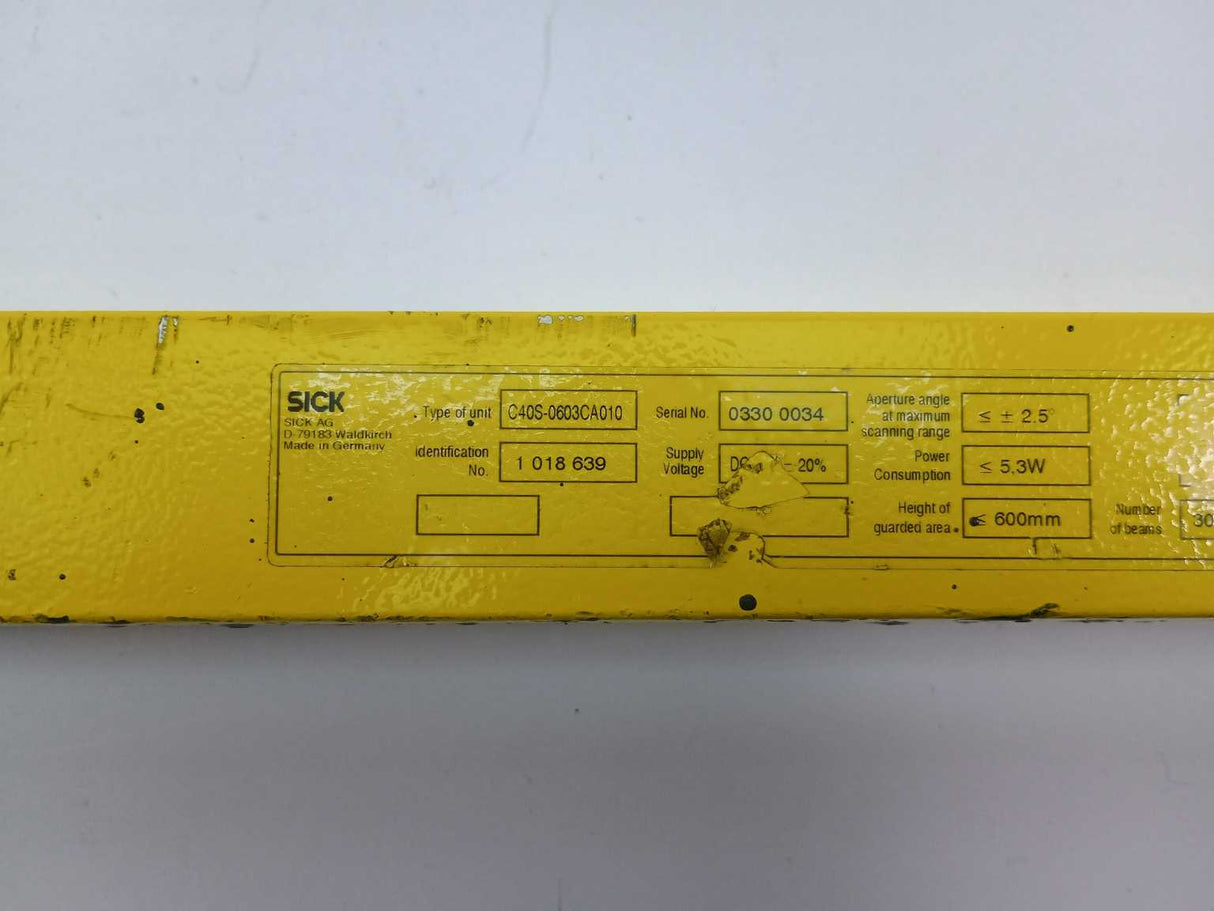 SICK
SICK AG
D-79183 Waldkirch
Made in Germany
Type of unit C40S-0603CA010
Identification No. 1 018 639
Serial No. 0330 0034
Supply Voltage 20%
Aperture angle at maximum scanning range ≤ ± 2.5°
Power Consumption ≤ 5.3W
Height of guarded area ≤ 600mm
Number of beams 30